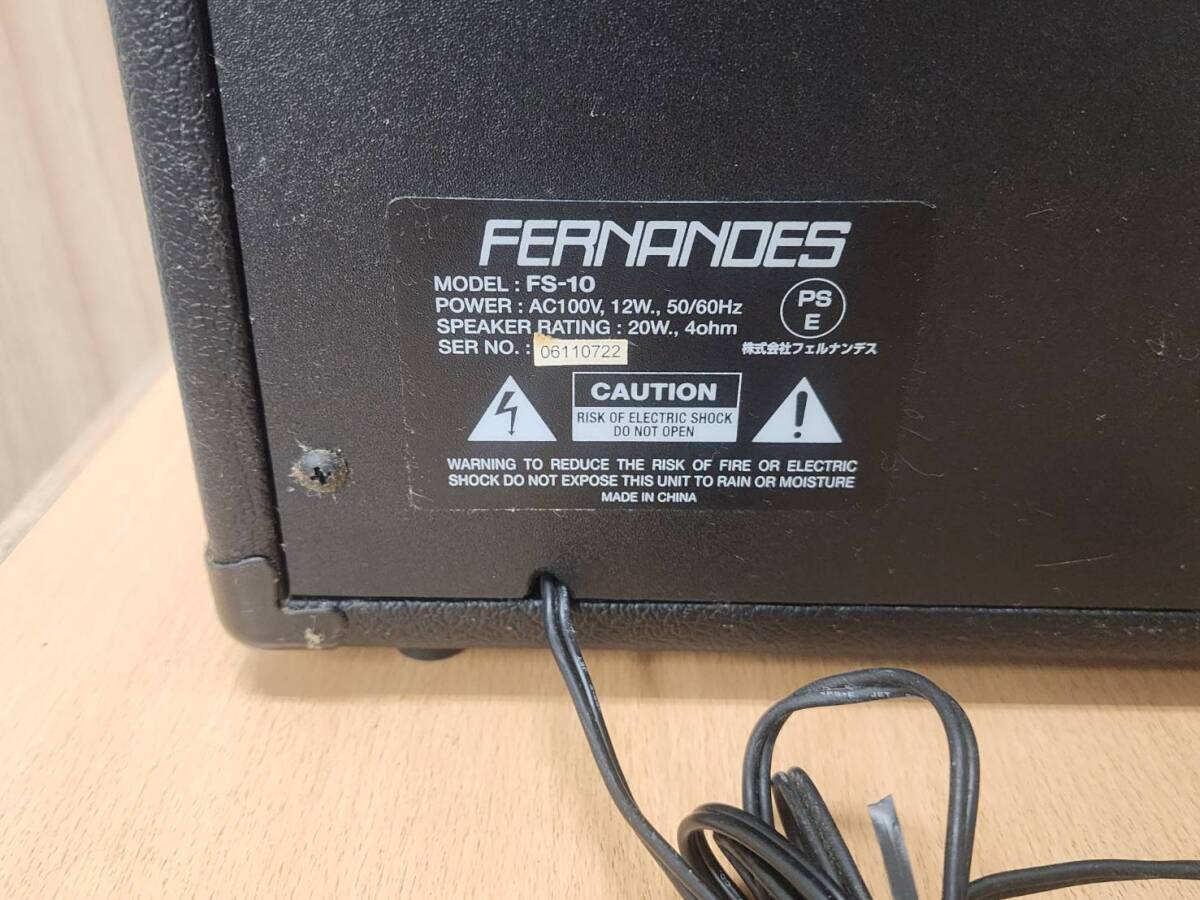 FERNANDES
MODEL : FS-10
POWER : AC100V, 12W., 50/60Hz
SPEAKER RATING : 20W., 4ohm
SER NO. : 06110722
PS
E
株式会社フェルナンデス
CAUTION
RISK OF ELECTRIC SHOCK
DO NOT OPEN
WARNING TO REDUCE THE RISK OF FIRE OR ELECTRIC
SHOCK DO NOT EXPOSE THIS UNIT TO RAIN OR MOISTURE
MADE IN CHINA